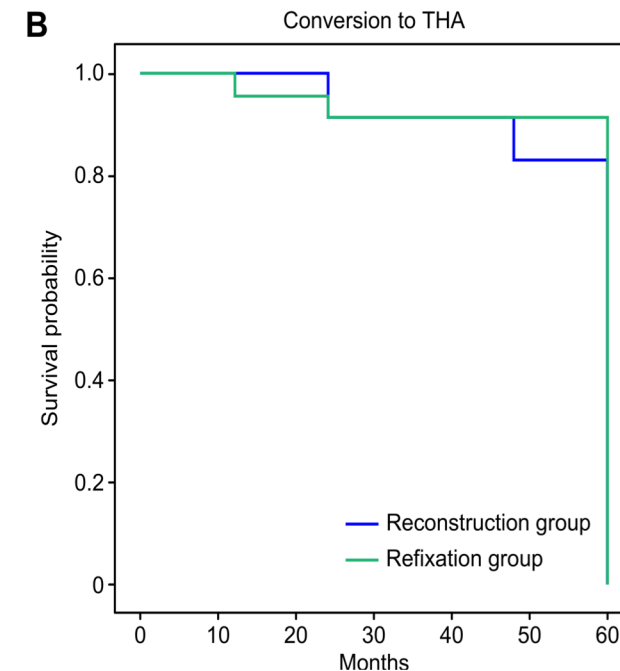 B
Conversion to THA
1.0
0.8
0.6
0.4
0.2
0
Survival probability
Reconstruction group
Refixation group
0 10 20 30 40 50 60
Months